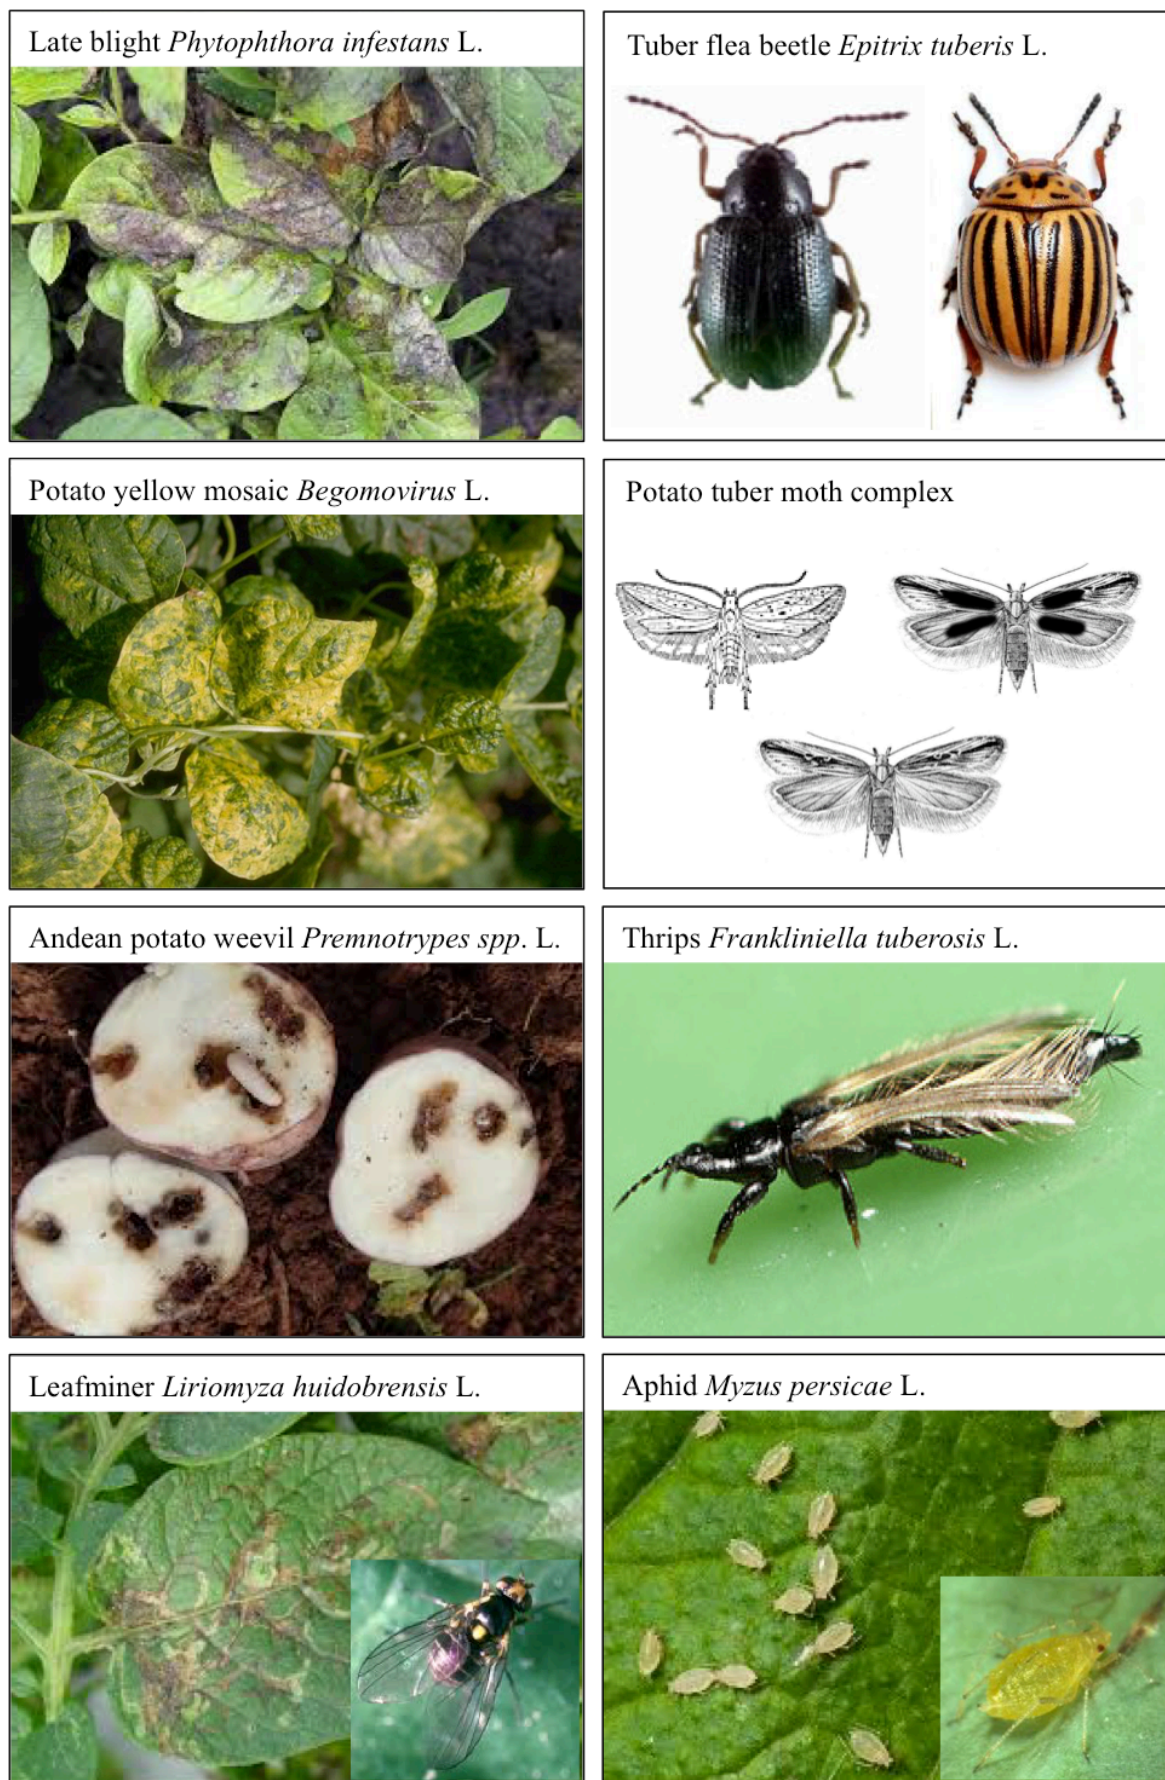 Late blight Phytophthora infestans L.
Tuber flea beetle Epitrix tuberis L.
Potato yellow mosaic Begomovirus L.
Potato tuber moth complex
Andean potato weevil Premnotrypes spp. L.
Thrips Frankliniella tuberosis L.
Leafminer Liriomyza huidobrensis L.
Aphid Myzus persicae L.